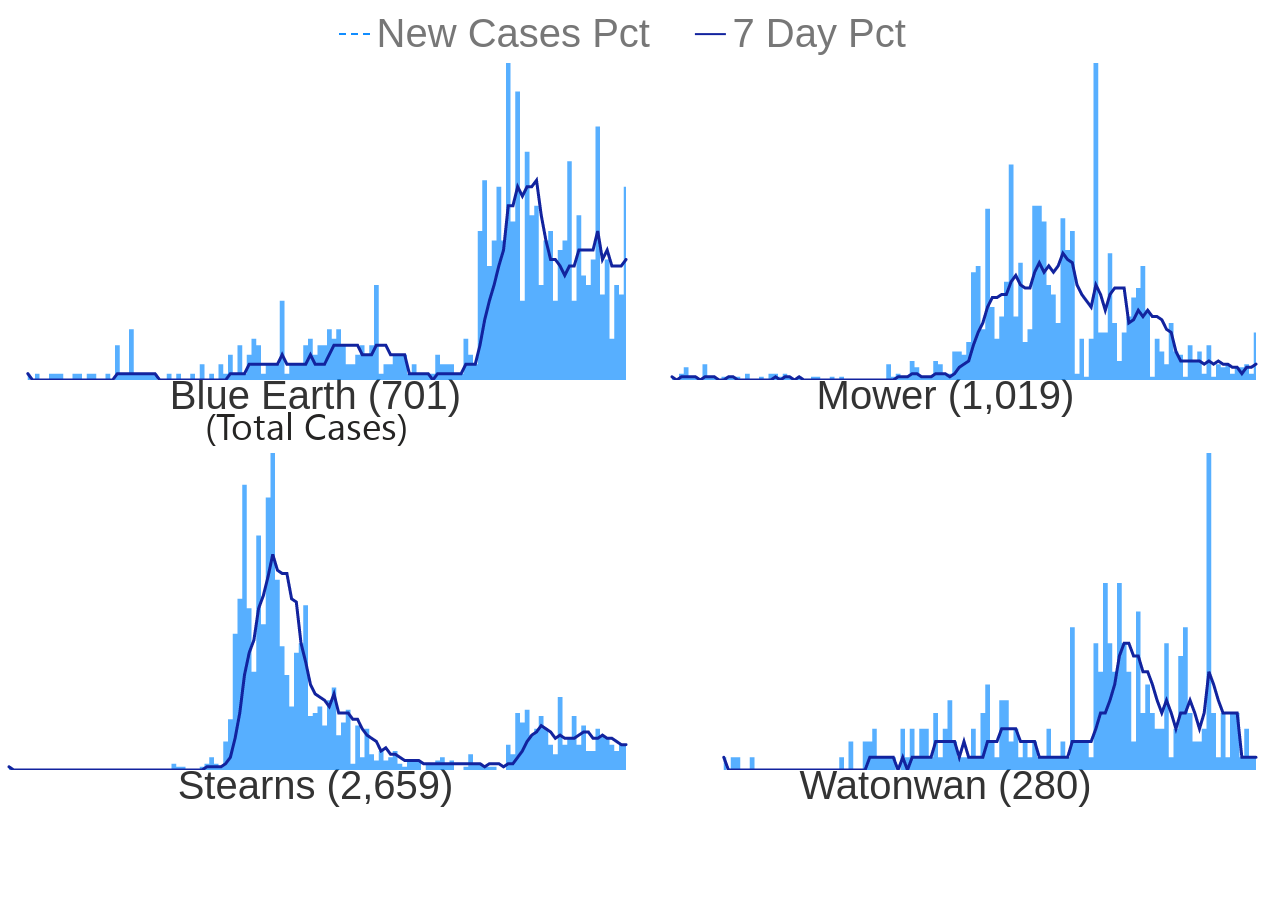 New Cases Pct 7 Day Pct
Blue Earth (701)
(Total Cases)
Mower (1,019)
Stearns (2,659)
Watonwan (280)